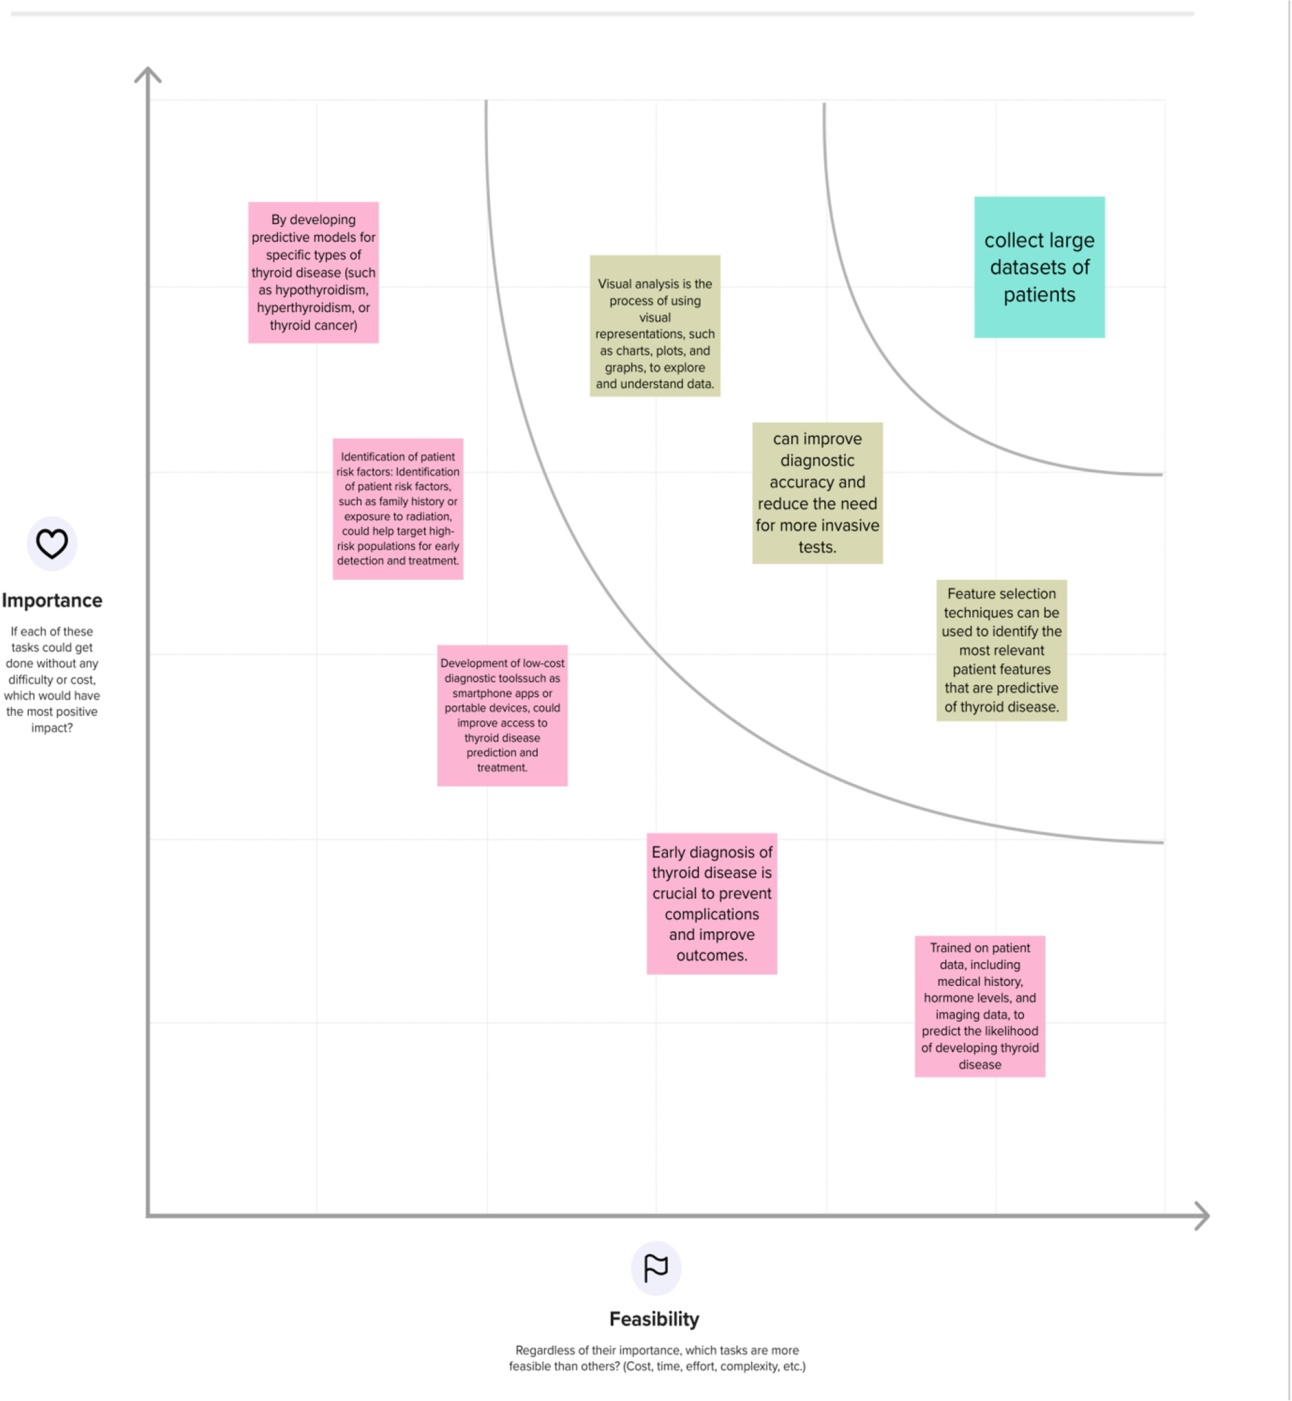 By developing
predictive models for
specific types of
thyroid disease (such
as hypothyroidism,
hyperthyroidism, or
thyroid cancer)
collect large
datasets of
patients
Visual analysis is the
process of using
visual
representations, such
as charts, plots, and
graphs, to explore
and understand data.
can improve
diagnostic
accuracy and
reduce the need
for more invasive
tests.
Identification of patient
risk factors: Identification
of patient risk factors,
such as family history or
exposure to radiation,
could help target high-
risk populations for early
detection and treatment.
Importance
If each of these
tasks could get
done without any
difficulty or cost,
which would have
the most positive
impact?
Feature selection
techniques can be
used to identify the
most relevant
patient features
that are predictive
of thyroid disease.
Development of low-cost
diagnostic toolssuch as
smartphone apps or
portable devices, could
improve access to
thyroid disease
prediction and
treatment.
Early diagnosis of
thyroid disease is
crucial to prevent
complications
and improve
outcomes.
Trained on patient
data, including
medical history,
hormone levels, and
imaging data, to
predict the likelihood
of developing thyroid
disease
Feasibility
Regardless of their importance, which tasks are more
feasible than others? (Cost, time, effort, complexity, etc.)